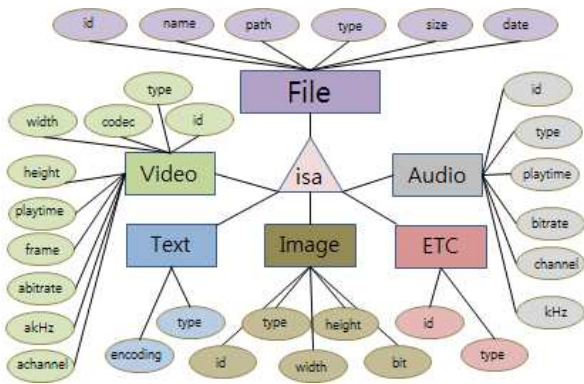 id name path type size date
File
type
width codec id
id
type
playtime
bitrate
channel
kHz
height
playtime
frame
abitrate
akHz
achannel
Video
isa
Audio
Text
Image
ETC
type
encoding
type height
id width bit
id
type